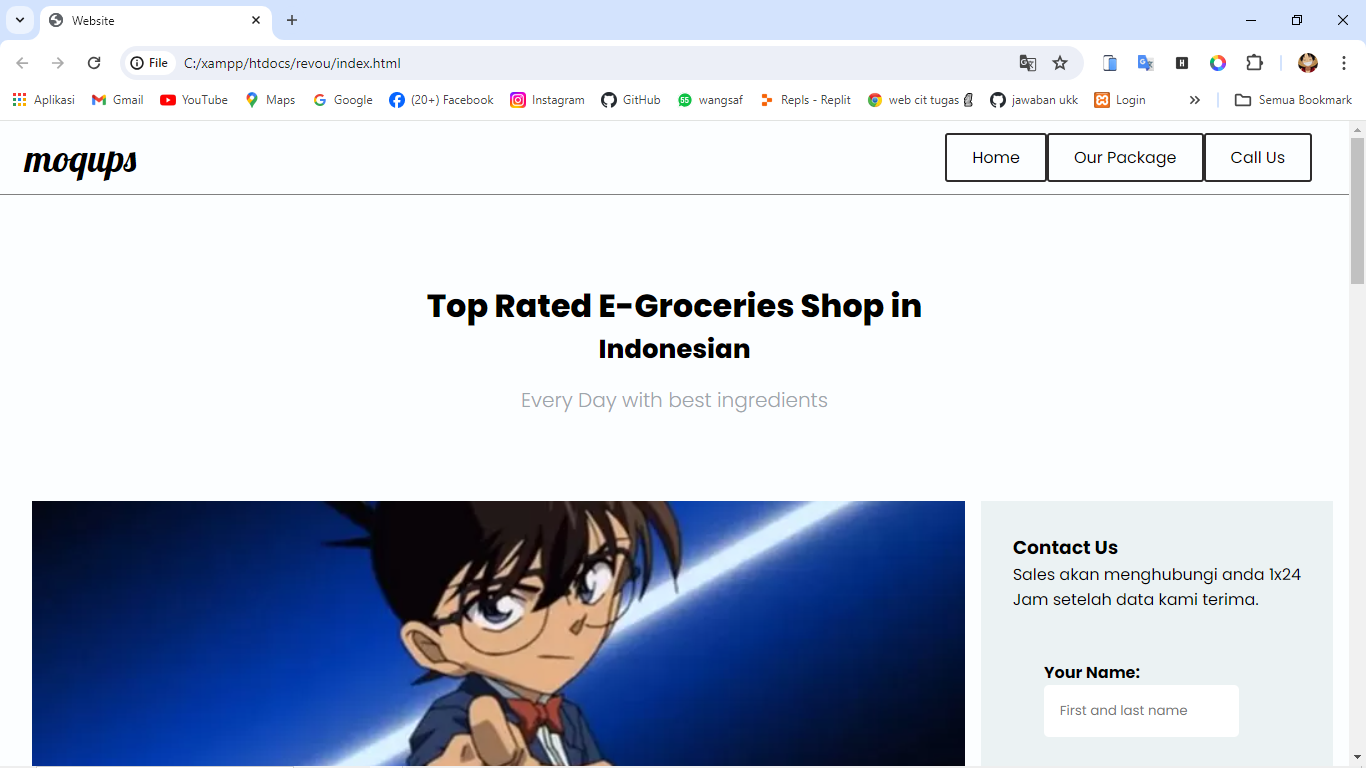 Website
File C:/xampp/htdocs/revou/index.html
Aplikasi Gmail YouTube Maps Google (20+) Facebook Instagram GitHub wangsaf Repls - Replit web cit tugas jawaban ukk Login » Semua Bookmark
moqups Home Our Package Call Us
Top Rated E-Groceries Shop in
Indonesian
Every Day with best ingredients
Contact Us
Sales akan menghubungi anda 1x24
Jam setelah data kami terima.
Your Name:
First and last name